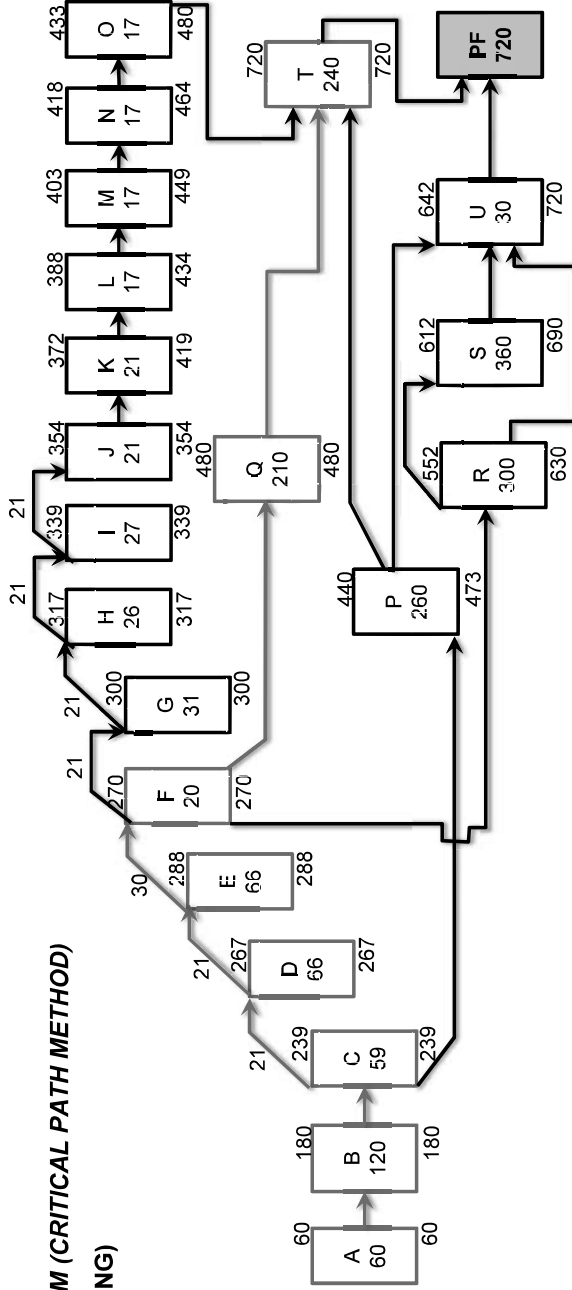 M (CRITICAL PATH METHOD)
NG)
60
A
60
60
180
B
120
180
239
C
59
239
21
267
D
66
267
21
288
E
66
288
30
270
F
20
270
21
300
G
31
300
21
317
H
26
317
21
339
I
27
339
21
354
J
21
354
372
K
21
419
388
L
17
434
403
M
17
449
418
N
17
464
433
O
17
480
440
P
260
473
480
Q
210
480
552
R
300
630
612
S
360
690
720
T
240
720
642
U
30
720
PF
720